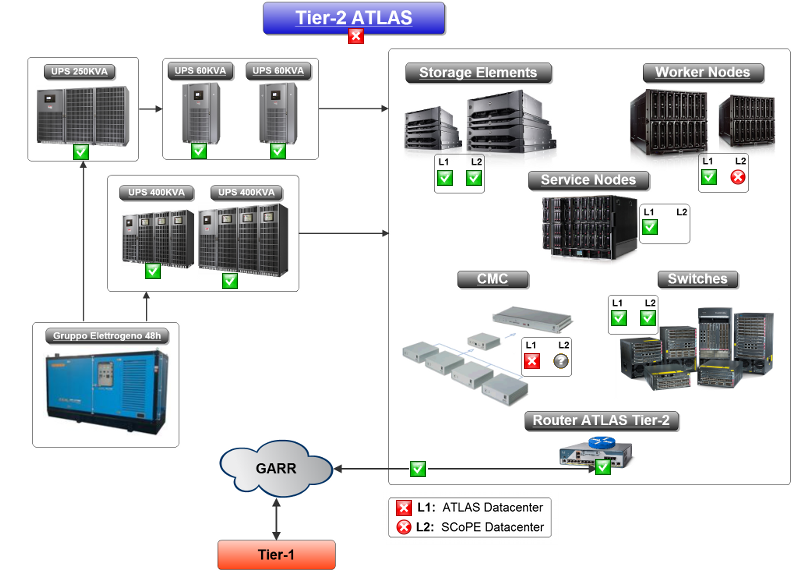 Tier-2 ATLAS
UPS 250KVA
UPS 60KVA
UPS 60KVA
Storage Elements
Worker Nodes
L1 L2
L1 L2
Service Nodes
L1 L2
UPS 400KVA
UPS 400KVA
CMC
Switches
L1 L2
L1 L2
Gruppo Elettrogeno 48h
Router ATLAS Tier-2
GARR
L1: ATLAS Datacenter
L2: SCoPE Datacenter
Tier-1